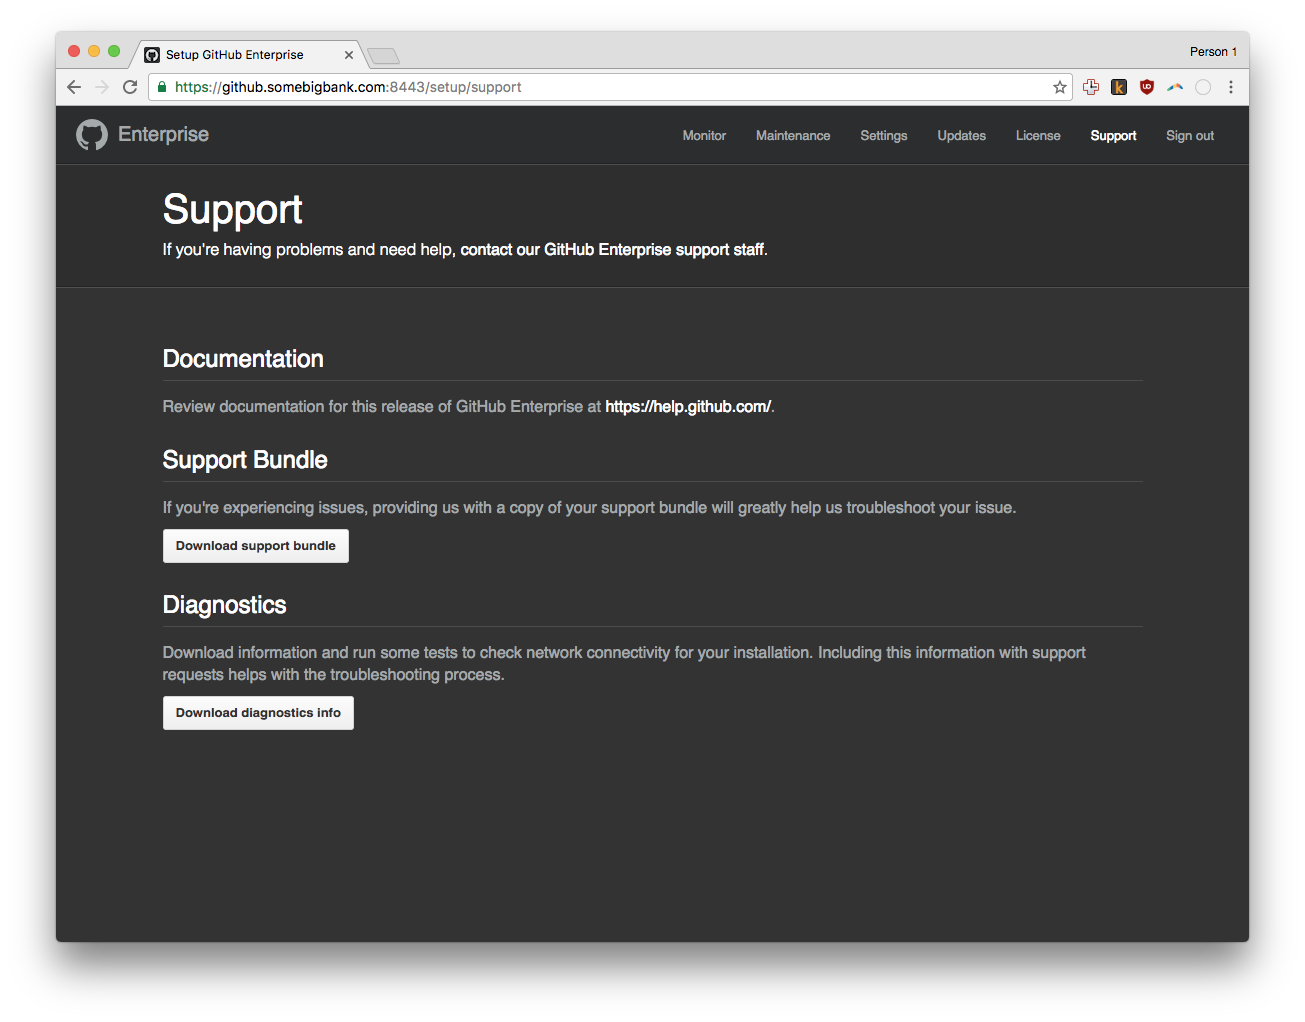 Setup GitHub Enterprise
Person 1
https://github.somebigbank.com:8443/setup/support
Enterprise
Monitor Maintenance Settings Updates License Support Sign out
Support
If you're having problems and need help, contact our GitHub Enterprise support staff.
Documentation
Review documentation for this release of GitHub Enterprise at https://help.github.com/.
Support Bundle
If you're experiencing issues, providing us with a copy of your support bundle will greatly help us troubleshoot your issue.
Download support bundle
Diagnostics
Download information and run some tests to check network connectivity for your installation. Including this information with support
requests helps with the troubleshooting process.
Download diagnostics info